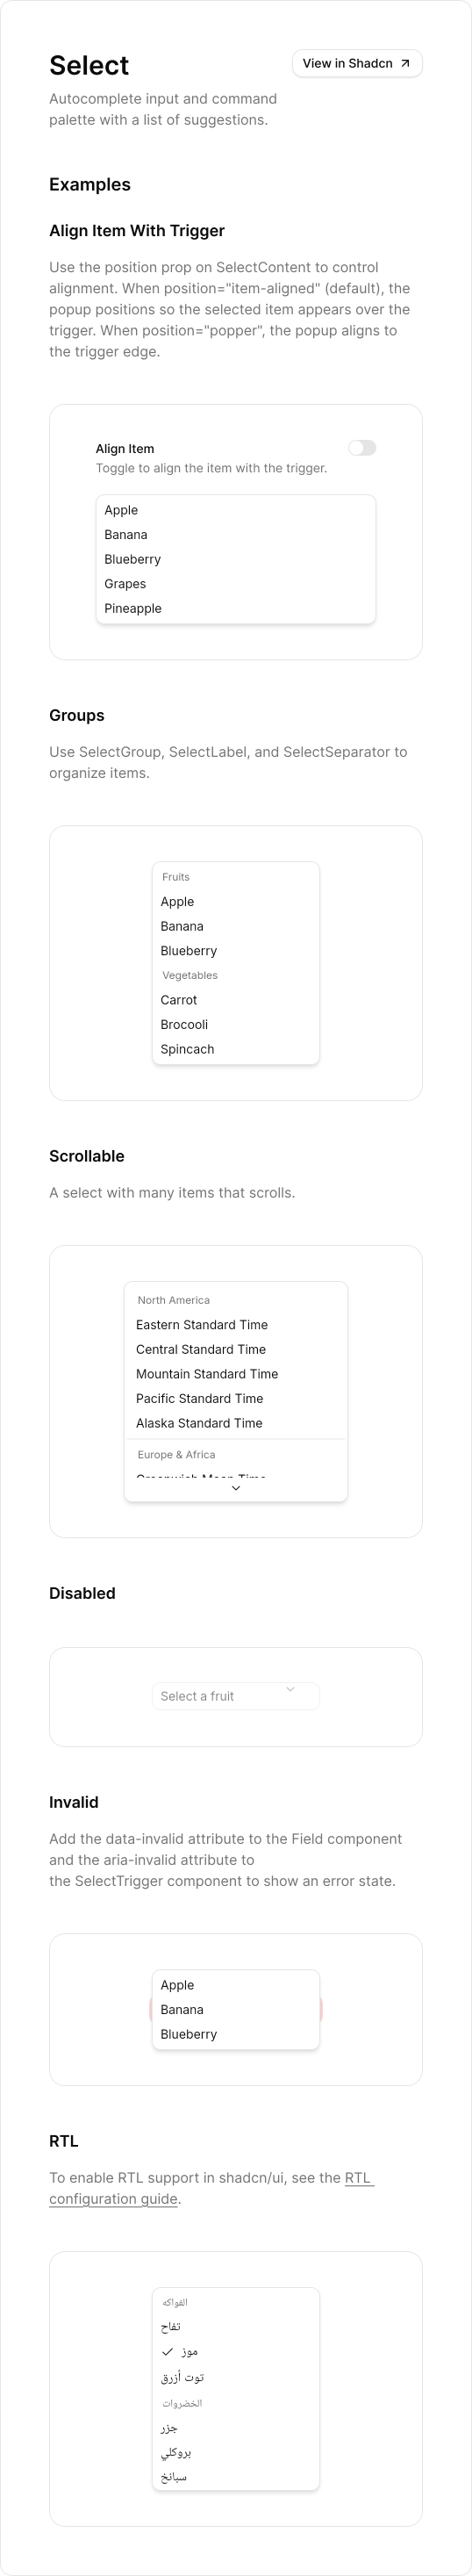 Select
View in Shadcn
Autocomplete input and command
palette with a list of suggestions.
Examples
Align Item With Trigger
Use the position prop on SelectContent to control
alignment. When position="item-aligned" (default), the
popup positions so the selected item appears over the
trigger. When position="popper", the popup aligns to
the trigger edge.
Align Item
Toggle to align the item with the trigger.
Apple
Banana
Blueberry
Grapes
Pineapple
Groups
Use SelectGroup, SelectLabel, and SelectSeparator to
organize items.
Fruits
Apple
Banana
Blueberry
Vegetables
Carrot
Brocooli
Spincach
Scrollable
A select with many items that scrolls.
North America
Eastern Standard Time
Central Standard Time
Mountain Standard Time
Pacific Standard Time
Alaska Standard Time
Europe & Africa
Greenwich Mean Time
Disabled
Select a fruit
Invalid
Add the data-invalid attribute to the Field component
and the aria-invalid attribute to
the SelectTrigger component to show an error state.
Apple
Banana
Blueberry
RTL
To enable RTL support in shadcn/ui, see the RTL
configuration guide.
الفواكه
تفاح
موز
توت أزرق
الخضروات
جزر
بروكلي
سبانخ